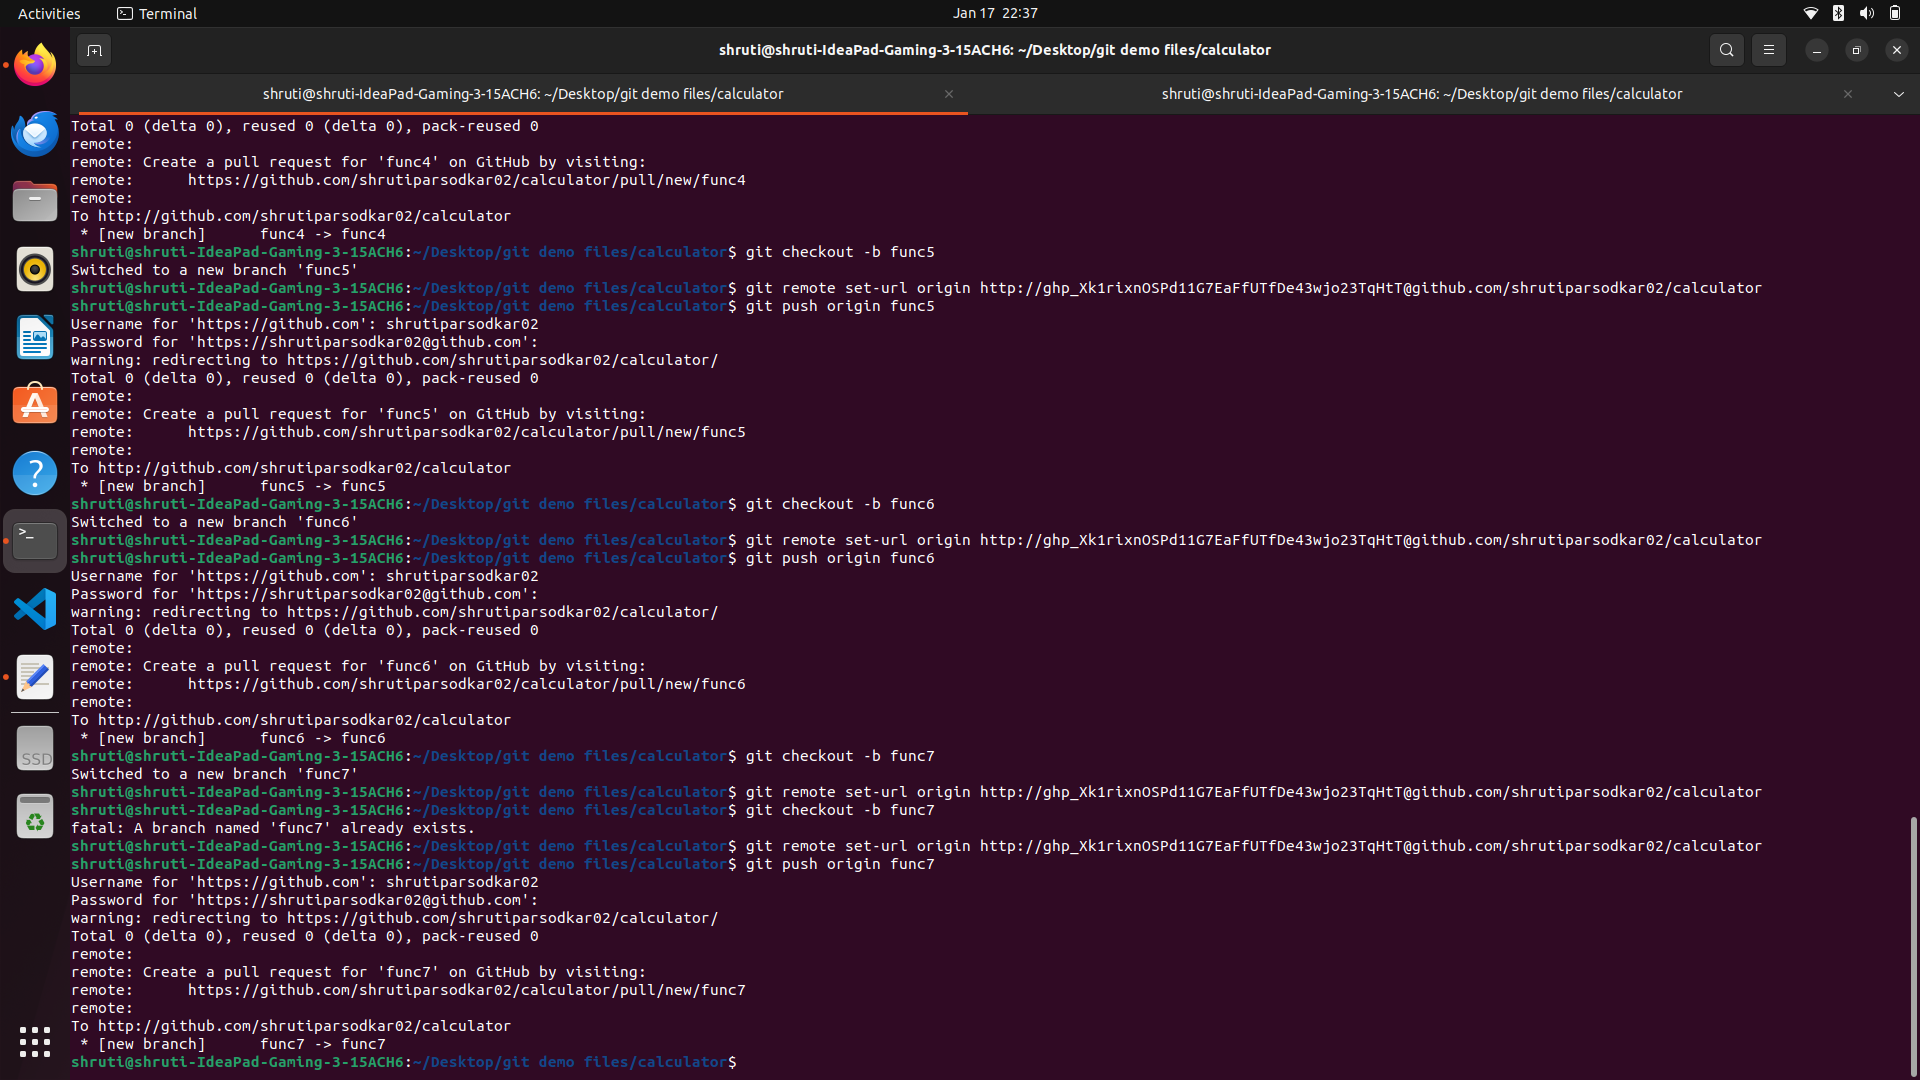 Activities
Terminal
Jan 17 22:37
shruti@shruti-IdeaPad-Gaming-3-15ACH6: ~/Desktop/git demo files/calculator
shruti@shruti-IdeaPad-Gaming-3-15ACH6: ~/Desktop/git demo files/calculator
shruti@shruti-IdeaPad-Gaming-3-15ACH6: ~/Desktop/git demo files/calculator
Total 0 (delta 0), reused 0 (delta 0), pack-reused 0
remote:
remote: Create a pull request for 'func4' on GitHub by visiting:
remote:      https://github.com/shrutiparsodkar02/calculator/pull/new/func4
remote:
To http://github.com/shrutiparsodkar02/calculator
 * [new branch]      func4 -> func4
shruti@shruti-IdeaPad-Gaming-3-15ACH6:~/Desktop/git demo files/calculator$ git checkout -b func5
Switched to a new branch 'func5'
shruti@shruti-IdeaPad-Gaming-3-15ACH6:~/Desktop/git demo files/calculator$ git remote set-url origin http://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@github.com/shrutiparsodkar02/calculator
shruti@shruti-IdeaPad-Gaming-3-15ACH6:~/Desktop/git demo files/calculator$ git push origin func5
Username for 'https://github.com': shrutiparsodkar02
Password for 'https://shrutiparsodkar02@github.com':
warning: redirecting to https://github.com/shrutiparsodkar02/calculator/
Total 0 (delta 0), reused 0 (delta 0), pack-reused 0
remote:
remote: Create a pull request for 'func5' on GitHub by visiting:
remote:      https://github.com/shrutiparsodkar02/calculator/pull/new/func5
remote:
To http://github.com/shrutiparsodkar02/calculator
 * [new branch]      func5 -> func5
shruti@shruti-IdeaPad-Gaming-3-15ACH6:~/Desktop/git demo files/calculator$ git checkout -b func6
Switched to a new branch 'func6'
shruti@shruti-IdeaPad-Gaming-3-15ACH6:~/Desktop/git demo files/calculator$ git remote set-url origin http://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@github.com/shrutiparsodkar02/calculator
shruti@shruti-IdeaPad-Gaming-3-15ACH6:~/Desktop/git demo files/calculator$ git push origin func6
Username for 'https://github.com': shrutiparsodkar02
Password for 'https://shrutiparsodkar02@github.com':
warning: redirecting to https://github.com/shrutiparsodkar02/calculator/
Total 0 (delta 0), reused 0 (delta 0), pack-reused 0
remote:
remote: Create a pull request for 'func6' on GitHub by visiting:
remote:      https://github.com/shrutiparsodkar02/calculator/pull/new/func6
remote:
To http://github.com/shrutiparsodkar02/calculator
 * [new branch]      func6 -> func6
shruti@shruti-IdeaPad-Gaming-3-15ACH6:~/Desktop/git demo files/calculator$ git checkout -b func7
Switched to a new branch 'func7'
shruti@shruti-IdeaPad-Gaming-3-15ACH6:~/Desktop/git demo files/calculator$ git remote set-url origin http://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@github.com/shrutiparsodkar02/calculator
shruti@shruti-IdeaPad-Gaming-3-15ACH6:~/Desktop/git demo files/calculator$ git checkout -b func7
fatal: A branch named 'func7' already exists.
shruti@shruti-IdeaPad-Gaming-3-15ACH6:~/Desktop/git demo files/calculator$ git remote set-url origin http://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@github.com/shrutiparsodkar02/calculator
shruti@shruti-IdeaPad-Gaming-3-15ACH6:~/Desktop/git demo files/calculator$ git push origin func7
Username for 'https://github.com': shrutiparsodkar02
Password for 'https://shrutiparsodkar02@github.com':
warning: redirecting to https://github.com/shrutiparsodkar02/calculator/
Total 0 (delta 0), reused 0 (delta 0), pack-reused 0
remote:
remote: Create a pull request for 'func7' on GitHub by visiting:
remote:      https://github.com/shrutiparsodkar02/calculator/pull/new/func7
remote:
To http://github.com/shrutiparsodkar02/calculator
 * [new branch]      func7 -> func7
shruti@shruti-IdeaPad-Gaming-3-15ACH6:~/Desktop/git demo files/calculator$
SSD